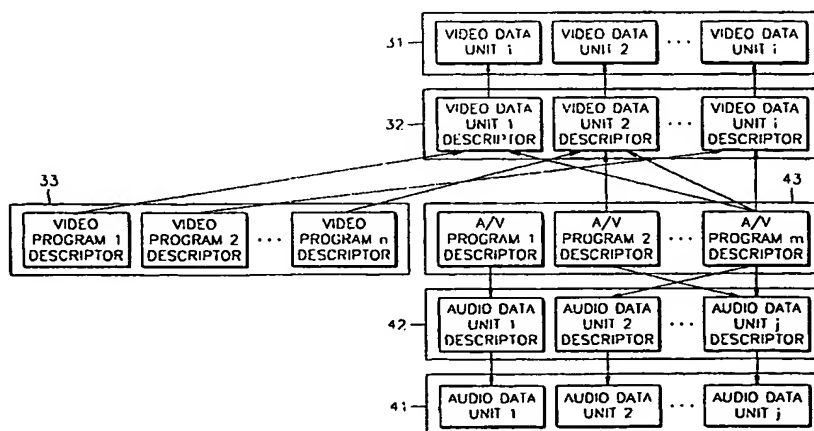 31
VIDEO DATA
UNIT 1
VIDEO DATA
UNIT 2
...
VIDEO DATA
UNIT i
32
VIDEO DATA
UNIT 1
DESCRIPTOR
VIDEO DATA
UNIT 2
DESCRIPTOR
...
VIDEO DATA
UNIT i
DESCRIPTOR
33
VIDEO
PROGRAM 1
DESCRIPTOR
VIDEO
PROGRAM 2
DESCRIPTOR
...
VIDEO
PROGRAM n
DESCRIPTOR
43
A/V
PROGRAM 1
DESCRIPTOR
A/V
PROGRAM 2
DESCRIPTOR
...
A/V
PROGRAM m
DESCRIPTOR
42
AUDIO DATA
UNIT 1
DESCRIPTOR
AUDIO DATA
UNIT 2
DESCRIPTOR
...
AUDIO DATA
UNIT j
DESCRIPTOR
41
AUDIO DATA
UNIT 1
AUDIO DATA
UNIT 2
...
AUDIO DATA
UNIT j